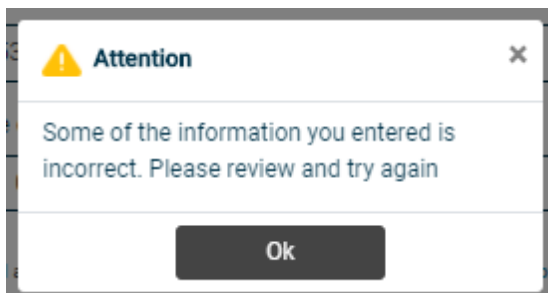 Attention
Some of the information you entered is
incorrect. Please review and try again
Ok